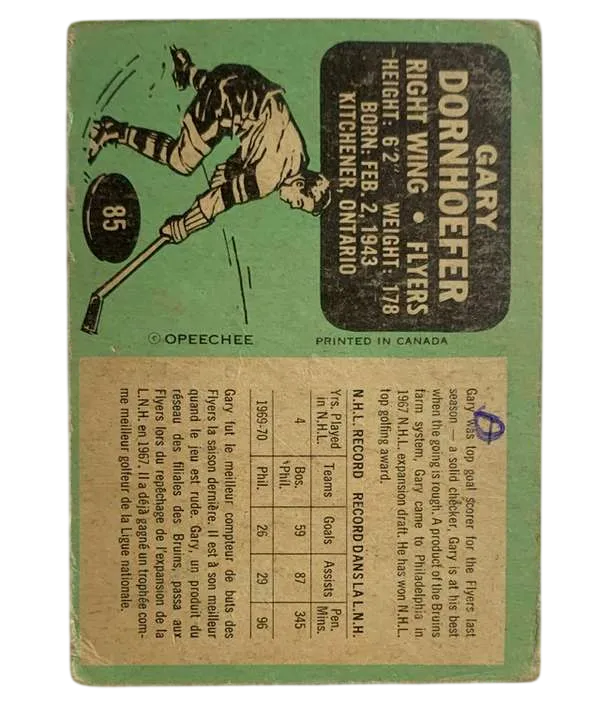 GARY
DORNHOEFER
RIGHT WING • FLYERS
HEIGHT: 6'2" WEIGHT: 178
BORN: FEB. 2, 1943
KITCHENER, ONTARIO
85
© OPEECHEE
PRINTED IN CANADA
Gary was top goal scorer for the Flyers last
season — a solid checker, Gary is at his best
when the going is rough. A product of the Bruins
farm system, Gary came to Philadelphia in
1967 N.H.L. expansion draft. He has won N.H.L.
top golfing award.
N.H.L. RECORD RECORD DANS LA L.N.H.
Yrs. Played in N.H.L. Teams Goals Assists Pen. Mins.
4 Bos. Phil. 59 87 345
1969-70 Phil. 26 29 96
Gary fut le meilleur compteur de buts des
Flyers la saison dernière. Il est à son meilleur
quand le jeu est rude. Gary, un produit du
réseau des filiales des Bruins, passa aux
Flyers lors du repêchage de l'expansion de la
L.N.H. en 1967. Il a déjà gagné un trophée com-
me meilleur golfeur de la Ligue nationale.